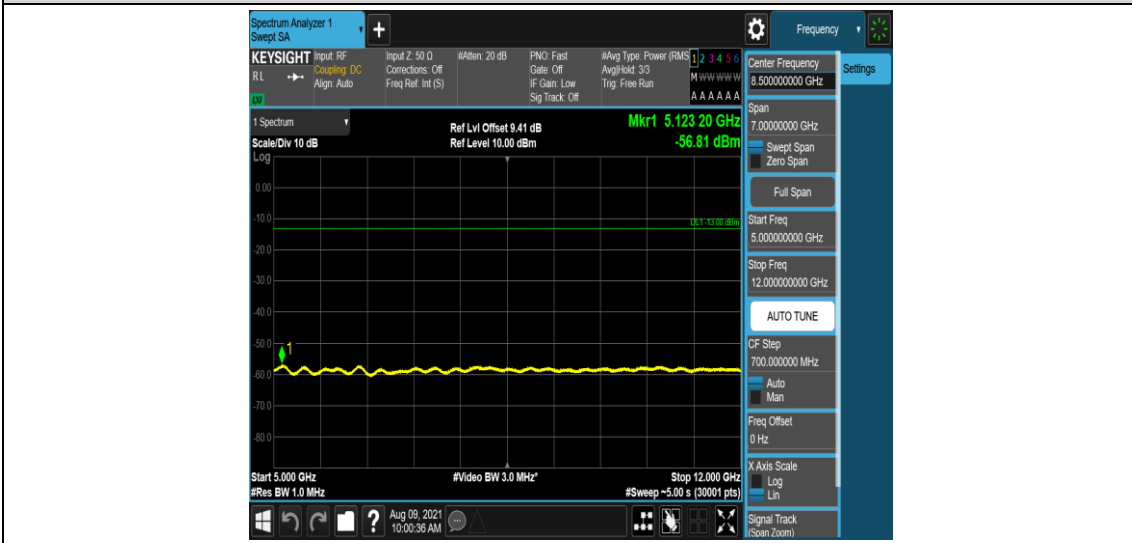 Spectrum Analyzer 1
Swept SA
+
Frequency
KEYSIGHT
R L
LXI
Input: RF
Coupling: DC
Align: Auto
Input Z: 50 Ω
Corrections: Off
Freq Ref: Int (S)
#Atten: 20 dB
PNO: Fast
Gate: Off
IF Gain: Low
Sig Track: Off
#Avg Type: Power (RMS
Avg|Hold: 3/3
Trig: Free Run
1 2 3 4 5 6
M W W W W W
A A A A A A
1 Spectrum
Scale/Div 10 dB
Log
Ref Lvl Offset 9.41 dB
Ref Level 10.00 dBm
Mkr1 5.123 20 GHz
-56.81 dBm
0.00
-10.0
DL1 -13.00 dBm
-20.0
-30.0
-40.0
-50.0
1
-60.0
-70.0
-80.0
Start 5.000 GHz
#Res BW 1.0 MHz
#Video BW 3.0 MHz*
Stop 12.000 GHz
#Sweep ~5.00 s (30001 pts)
Aug 09, 2021
10:00:36 AM
?
Center Frequency
8.500000000 GHz
Settings
Span
7.00000000 GHz
Swept Span
Zero Span
Full Span
Start Freq
5.000000000 GHz
Stop Freq
12.000000000 GHz
AUTO TUNE
CF Step
700.000000 MHz
Auto
Man
Freq Offset
0 Hz
X Axis Scale
Log
Lin
Signal Track
(Span Zoom)